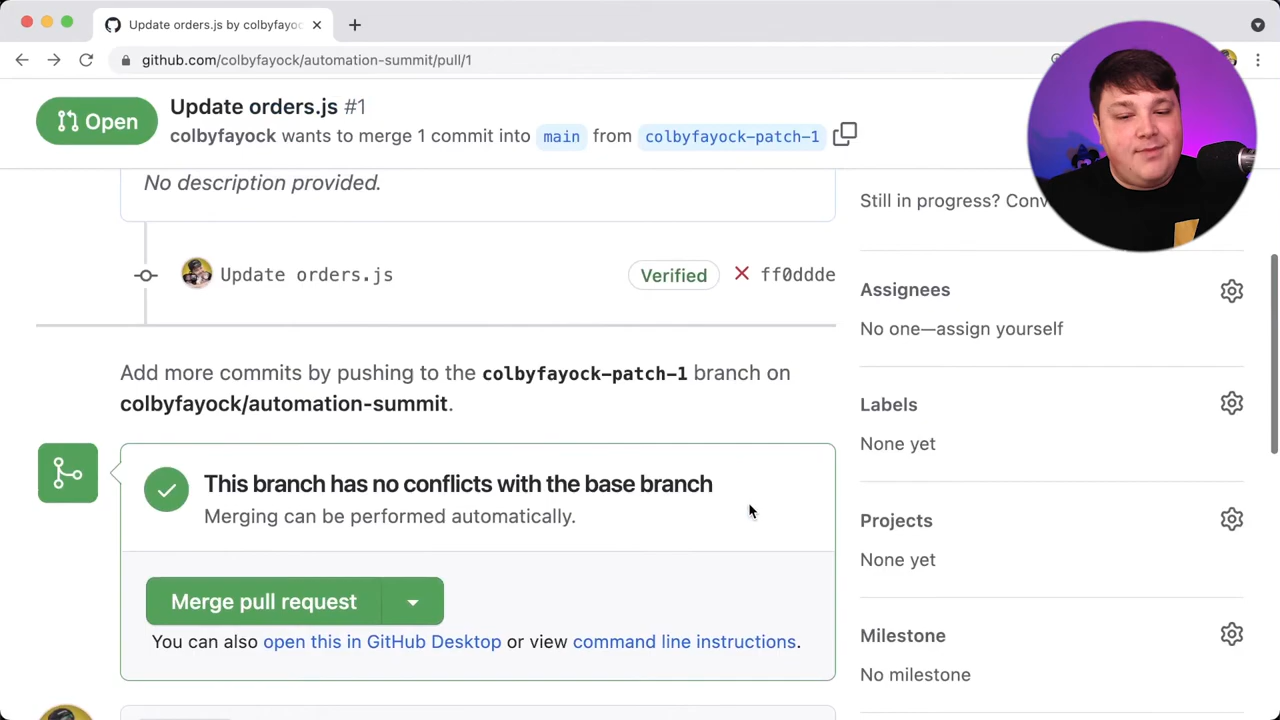 Update orders.js by colbyfayoc
github.com/colbyfayock/automation-summit/pull/1
Open
Update orders.js #1
colbyfayock wants to merge 1 commit into main from colbyfayock-patch-1
No description provided.
Still in progress? Conv
Update orders.js
Verified
ff0ddde
Assignees
No one—assign yourself
Add more commits by pushing to the colbyfayock-patch-1 branch on
colbyfayock/automation-summit.
Labels
None yet
This branch has no conflicts with the base branch
Merging can be performed automatically.
Projects
None yet
Merge pull request
You can also open this in GitHub Desktop or view command line instructions.
Milestone
No milestone